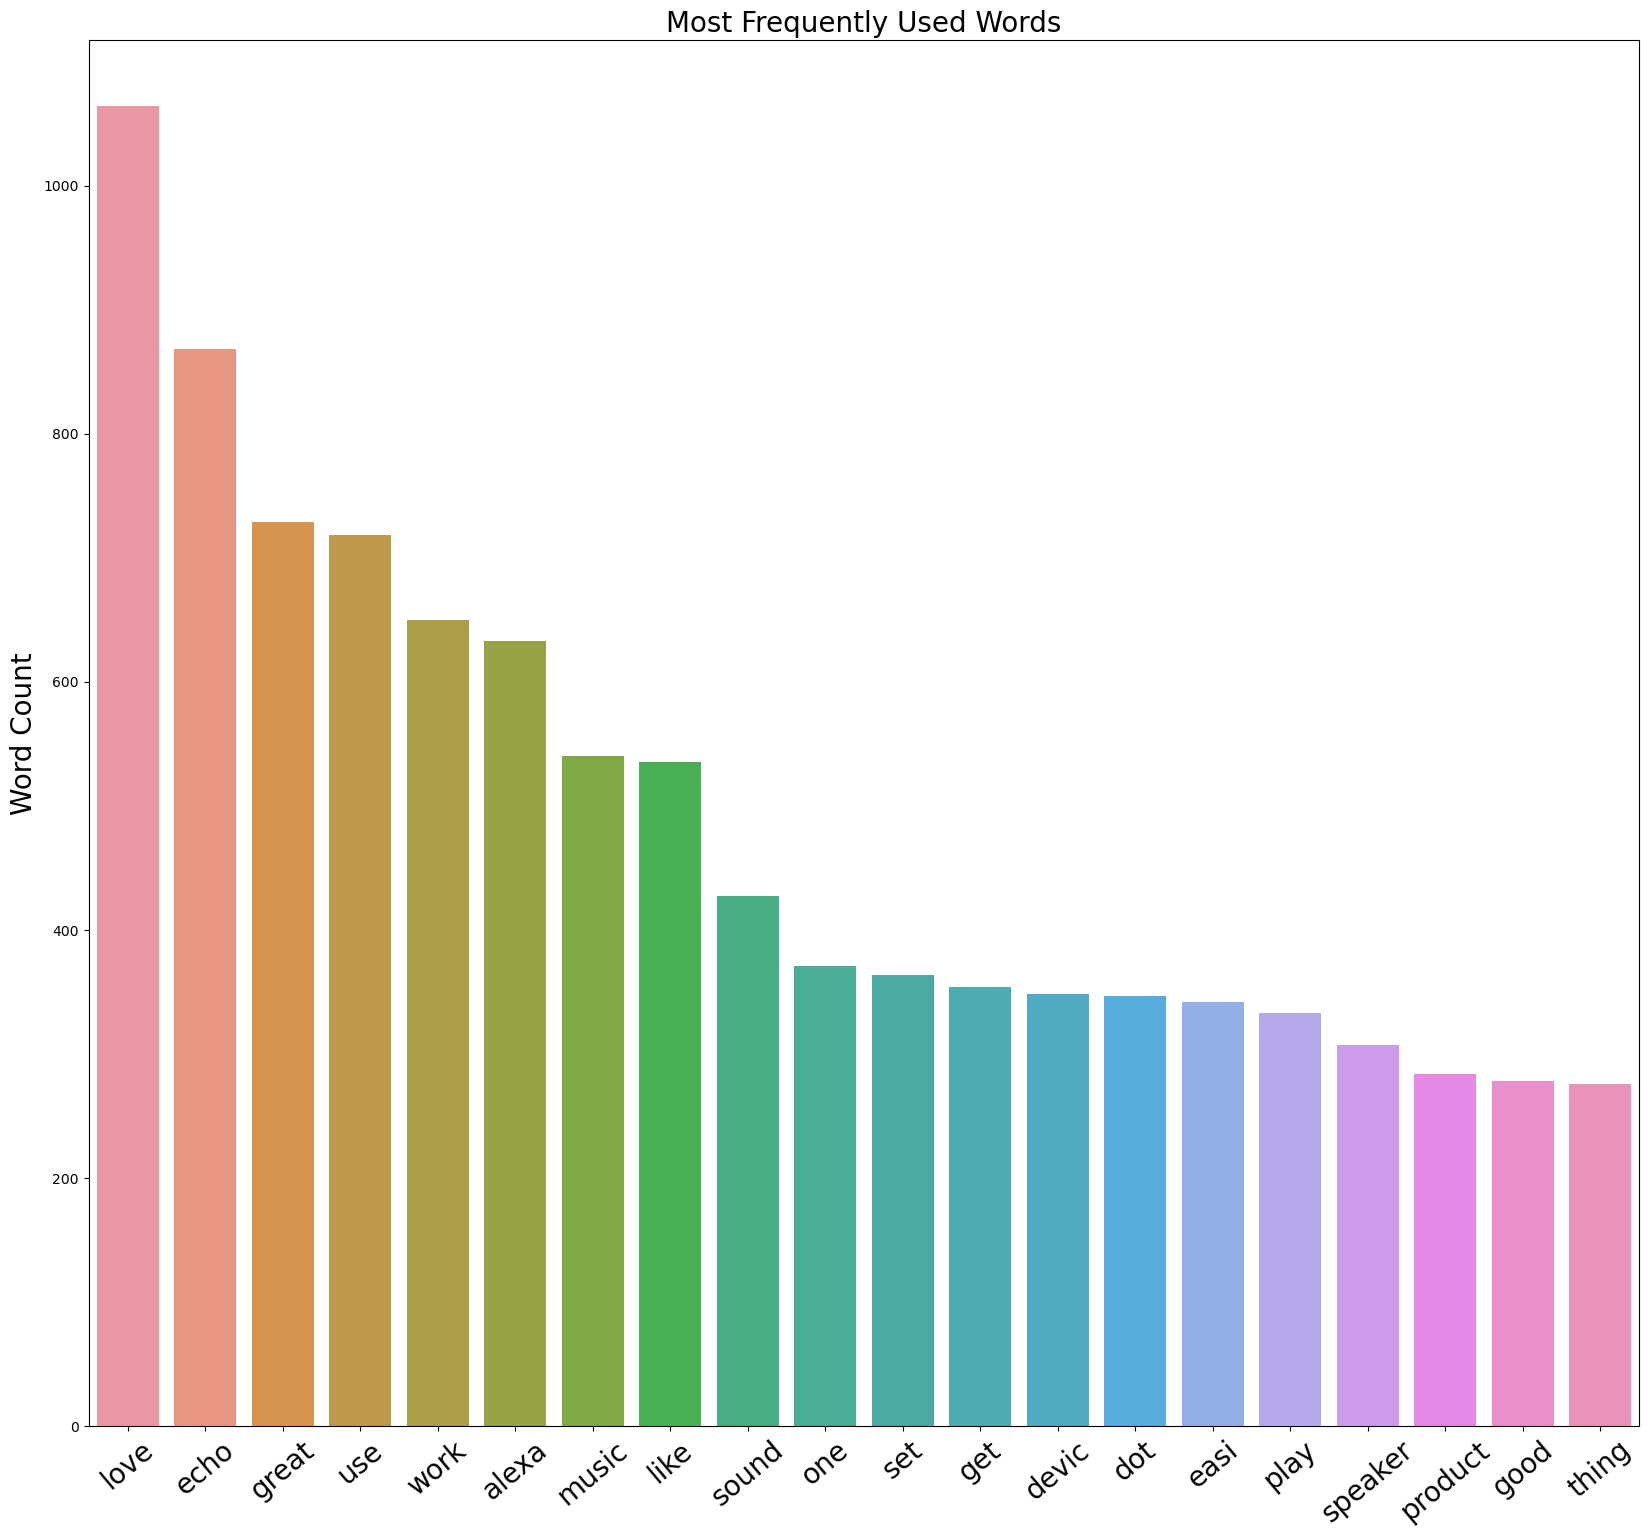 Most Frequently Used Words
Word Count
1000
800
600
400
200
0
love echo great use work alexa music like sound one set get devic dot easi play speaker product good thing